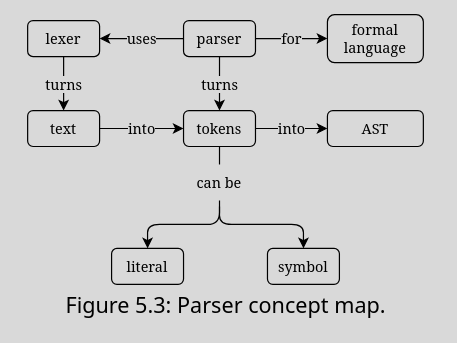 lexer uses parser for formal
language
turns turns
text into tokens into AST
can be
literal symbol
Figure 5.3: Parser concept map.